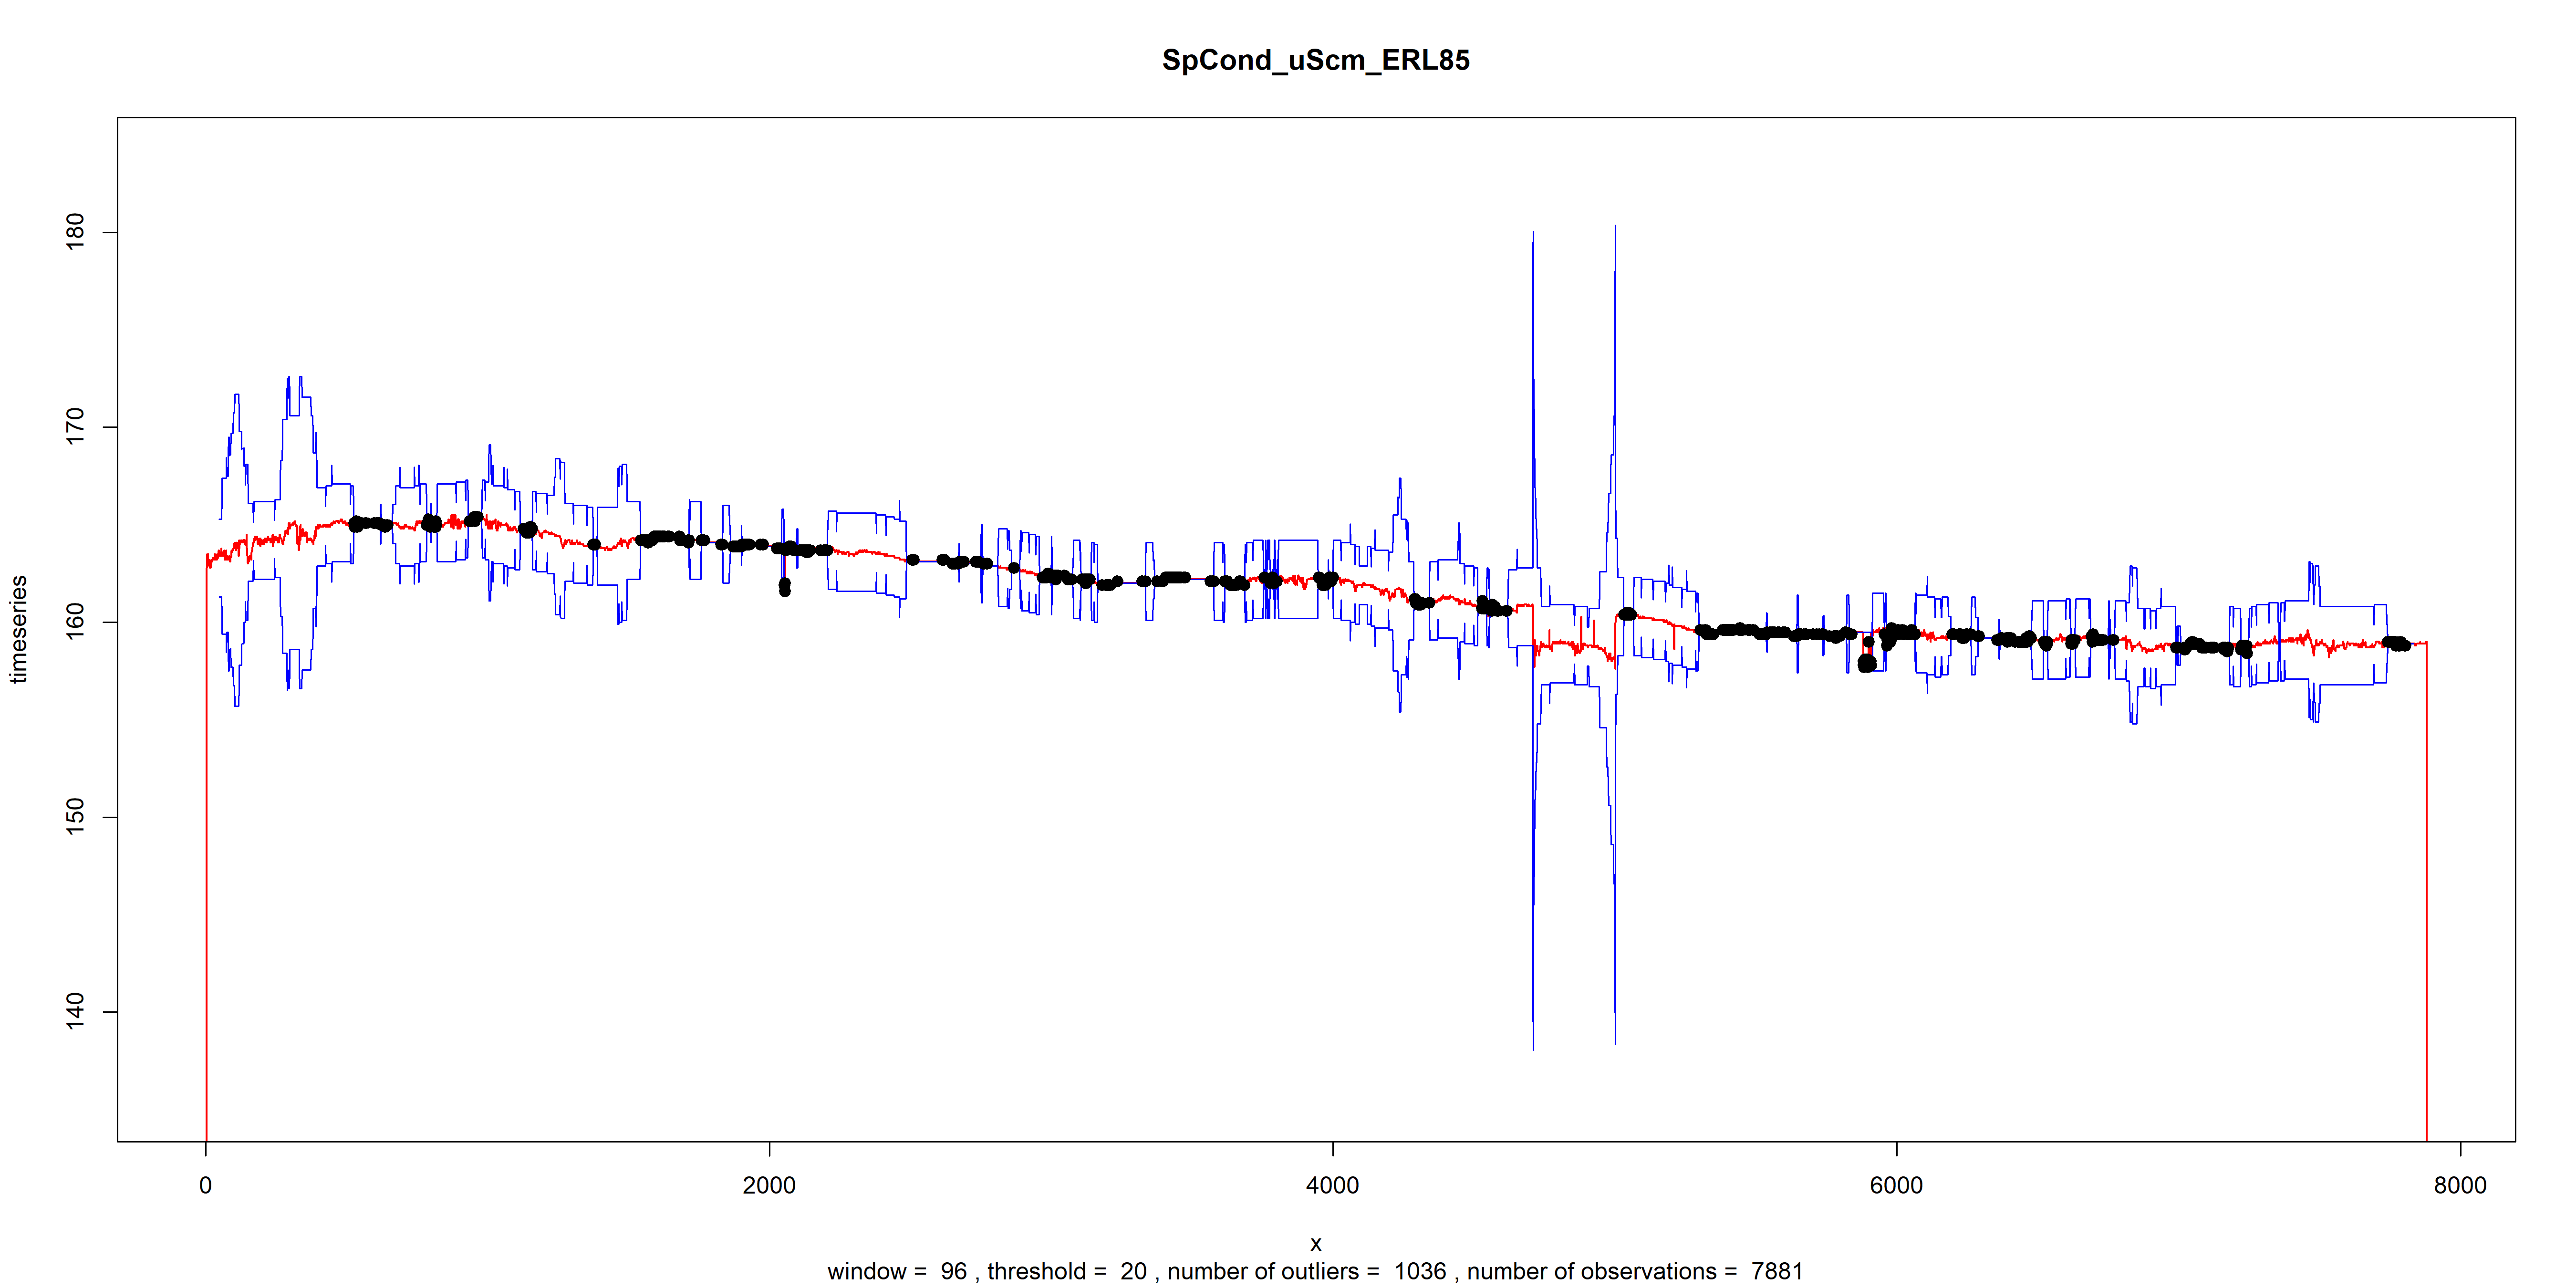 SpCond_uScm_ERL85
timeseries
180
170
160
150
140
0 2000 4000 6000 8000
x
window = 96 , threshold = 20 , number of outliers = 1036 , number of observations = 7881